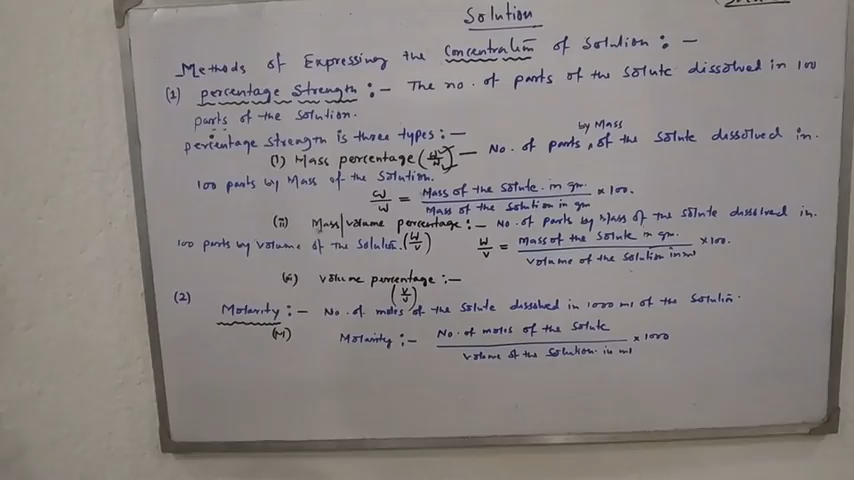 Solution
Methods of Expressing the Concentration of Solution : –
(1) percentage Strength : – The no. of parts of the solute dissolved in 100
parts of the solution.
percentage strength is three types : –
(i) Mass percentage (W/W) – No. of parts by Mass of the solute dissolved in.
100 parts by Mass of the solution.
W/W = Mass of the solute in gm. / Mass of the solution in gm × 100.
(ii) Mass/volume percentage : – No. of parts by Mass of the solute dissolved in.
100 parts by volume of the solution. (W/V) W/V = Mass of the solute in gm. / volume of the solution in ml × 100.
(iii) volume percentage : –
(V/V)
(2) Molarity : – No. of moles of the solute dissolved in 1000 ml of the solution.
(M) Molarity : – No. of moles of the solute / volume of the solution in ml × 1000